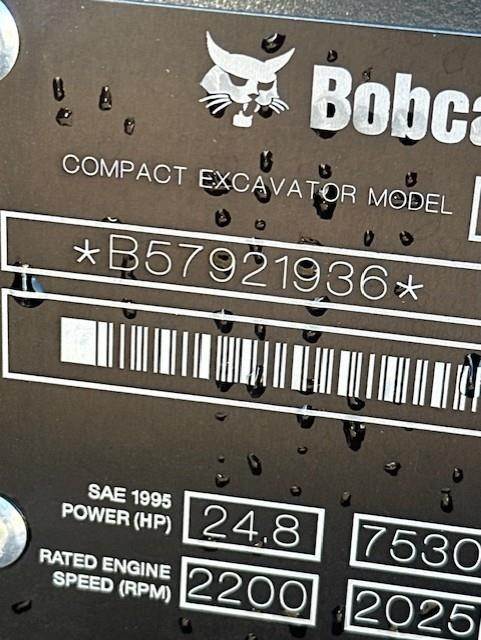 Bobca
COMPACT EXCAVATOR MODEL
*B57921936*
SAE 1995
POWER (HP)
24.8
7530
RATED ENGINE
SPEED (RPM)
2200
2025